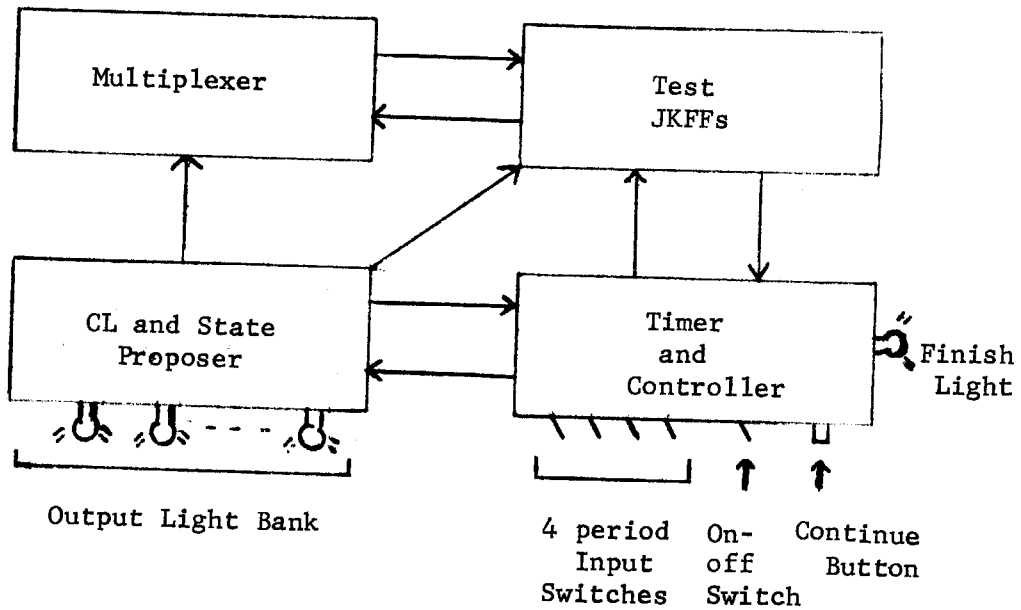 Multiplexer
Test
JKFFs
CL and State
Proposer
Timer
and
Controller
Finish
Light
Output Light Bank
4 period
Input
Switches
On-
off
Switch
Continue
Button